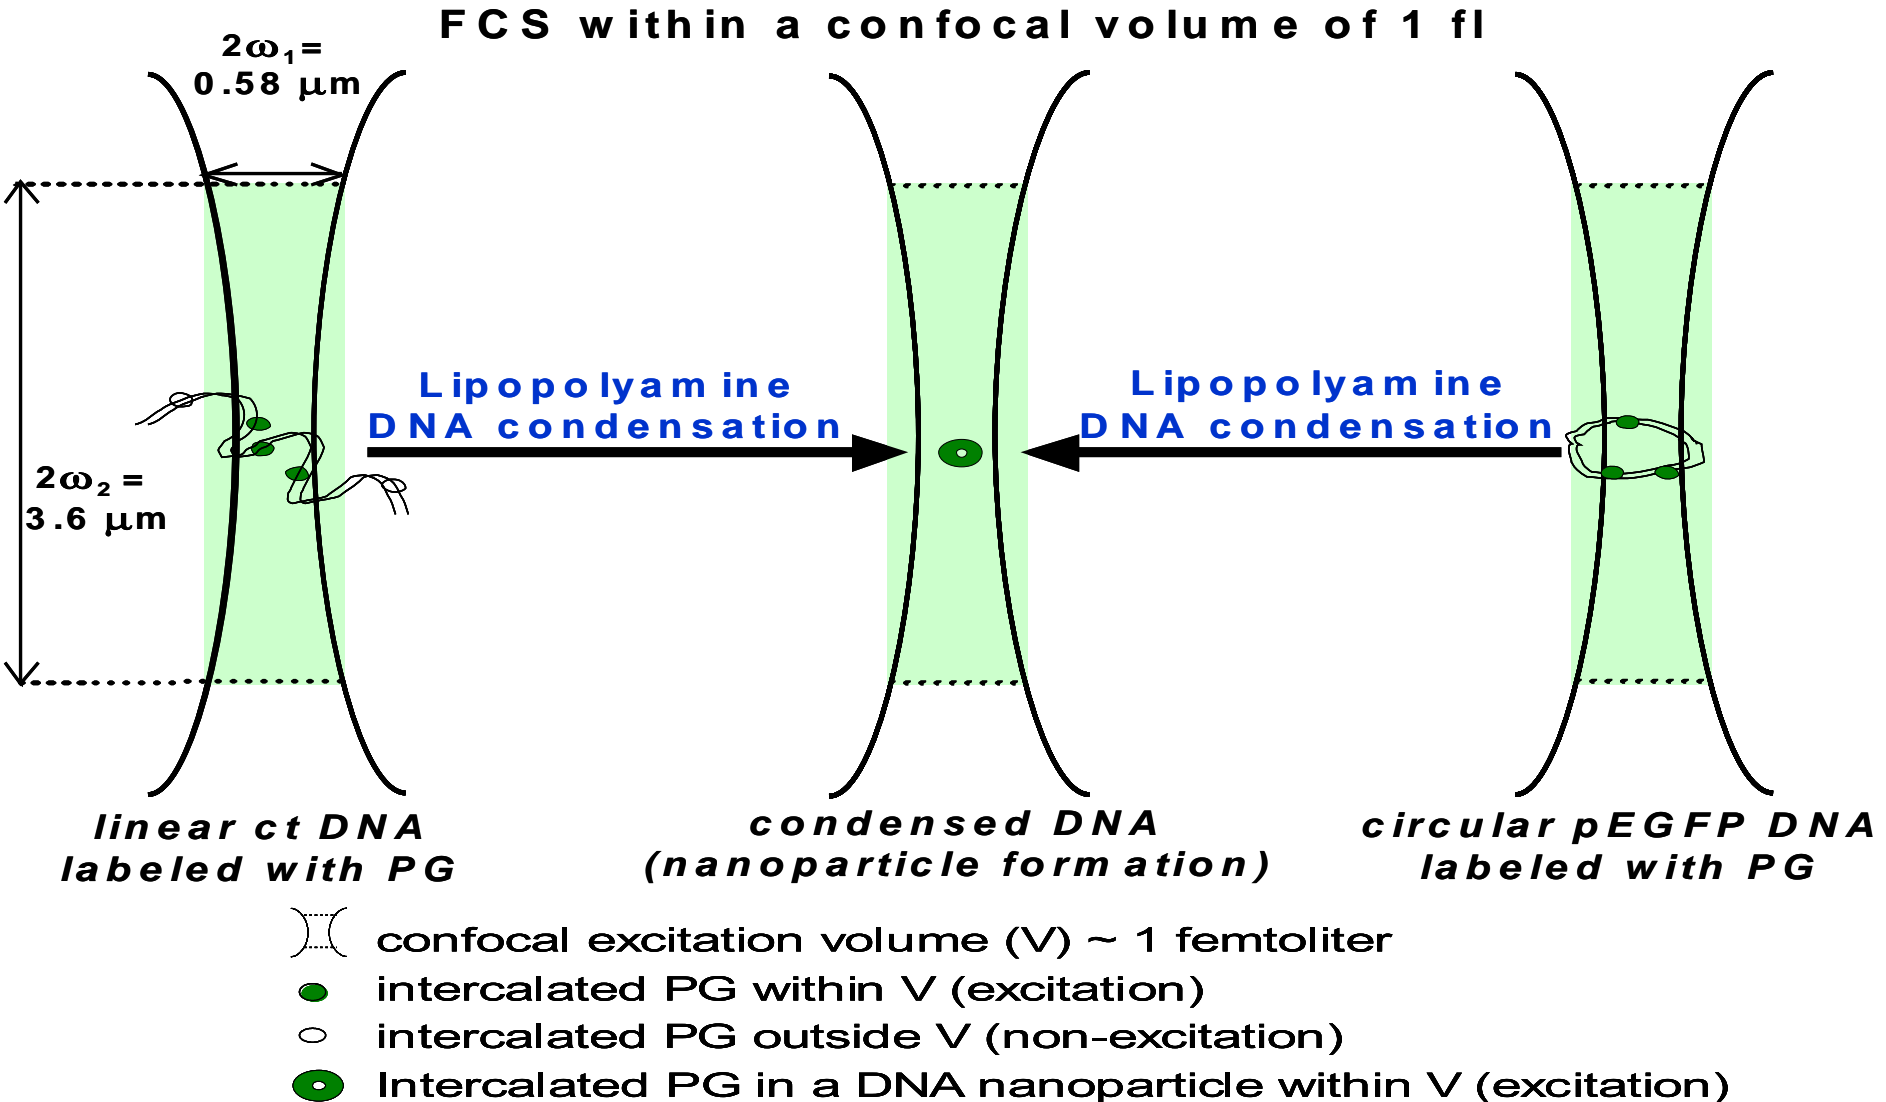 FCS within a confocal volume of 1 fl
2ω₁=
0.58 μm
2ω₂=
3.6 μm
Lipopolyamine
DNA condensation
Lipopolyamine
DNA condensation
linear ct DNA
labeled with PG
condensed DNA
(nanoparticle formation)
circular pEGFP DNA
labeled with PG
confocal excitation volume (V) ~ 1 femtoliter
intercalated PG within V (excitation)
intercalated PG outside V (non-excitation)
Intercalated PG in a DNA nanoparticle within V (excitation)